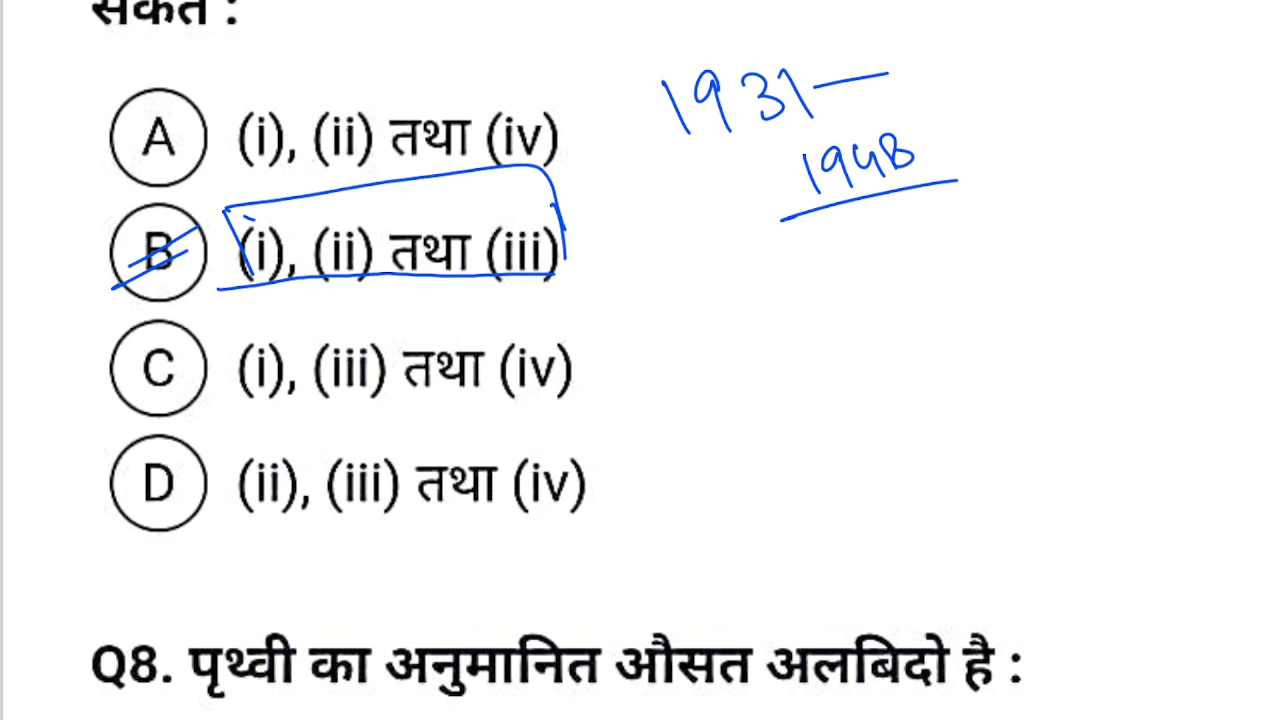 संकेत :
A (i), (ii) तथा (iv)
1931 —
1948
B (i), (ii) तथा (iii)
C (i), (iii) तथा (iv)
D (ii), (iii) तथा (iv)
Q8. पृथ्वी का अनुमानित औसत अलबिदो है :